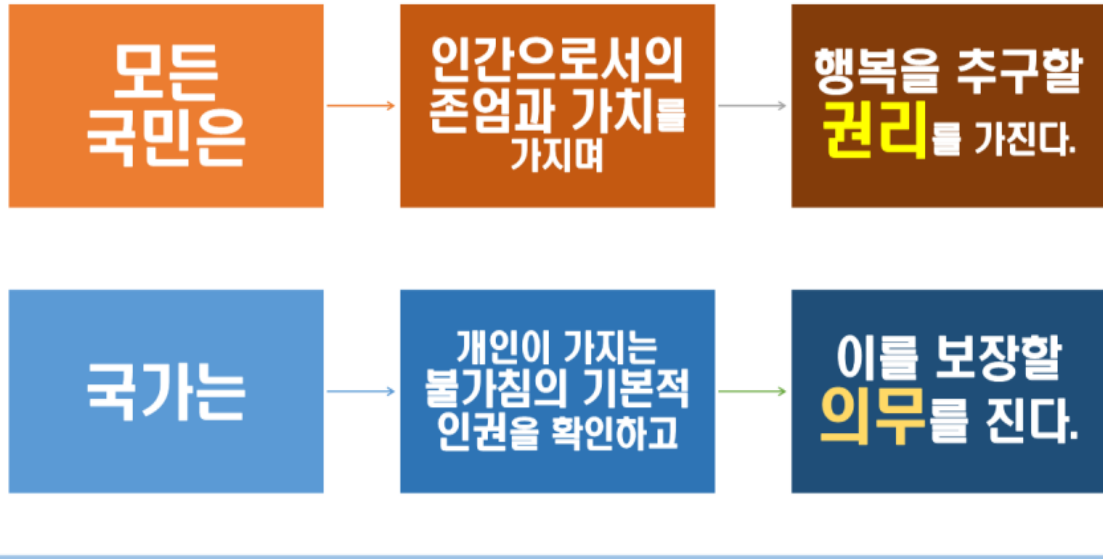 모든
국민은
인간으로서의
존엄과 가치를
가지며
행복을 추구할
권리를 가진다.
국가는
개인이 가지는
불가침의 기본적
인권을 확인하고
이를 보장할
의무를 진다.